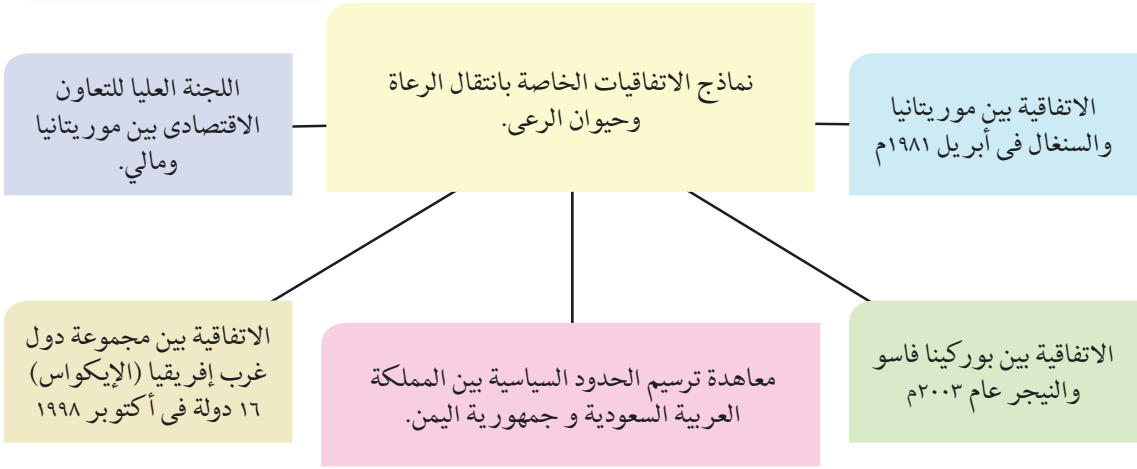 نماذج الاتفاقيات الخاصة بانتقال الرعاة
وحيوان الرعى.
الاتفاقية بين موريتانيا
والسنغال فى أبريل ١٩٨١م
اللجنة العليا للتعاون
الاقتصادى بين موريتانيا
ومالي.
الاتفاقية بين بوركينا فاسو
والنيجر عام ٢٠٠٣م
معاهدة ترسيم الحدود السياسية بين المملكة
العربية السعودية و جمهورية اليمن.
الاتفاقية بين مجموعة دول
غرب إفريقيا (الإيكواس)
١٦ دولة فى أكتوبر ١٩٩٨